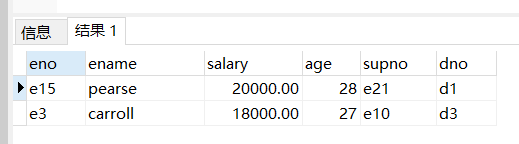 信息 结果 1
eno ename salary age supno dno
e15 pearse 20000.00 28 e21 d1
e3 carroll 18000.00 27 e10 d3